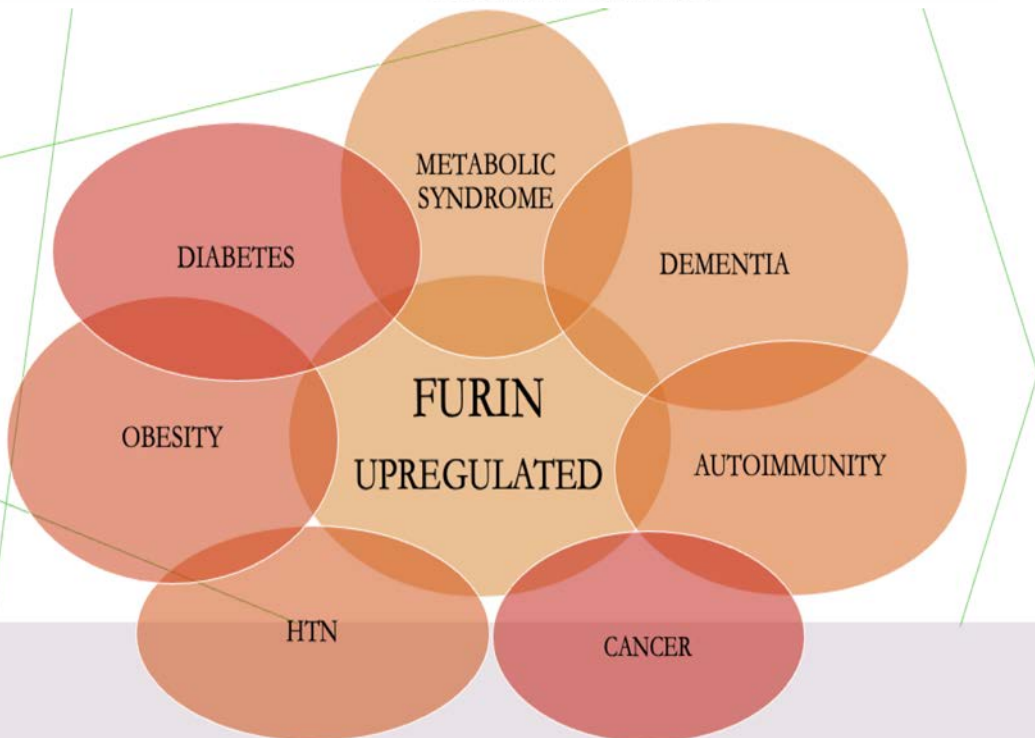 METABOLIC
SYNDROME
DIABETES
DEMENTIA
FURIN
UPREGULATED
OBESITY
AUTOIMMUNITY
HTN
CANCER